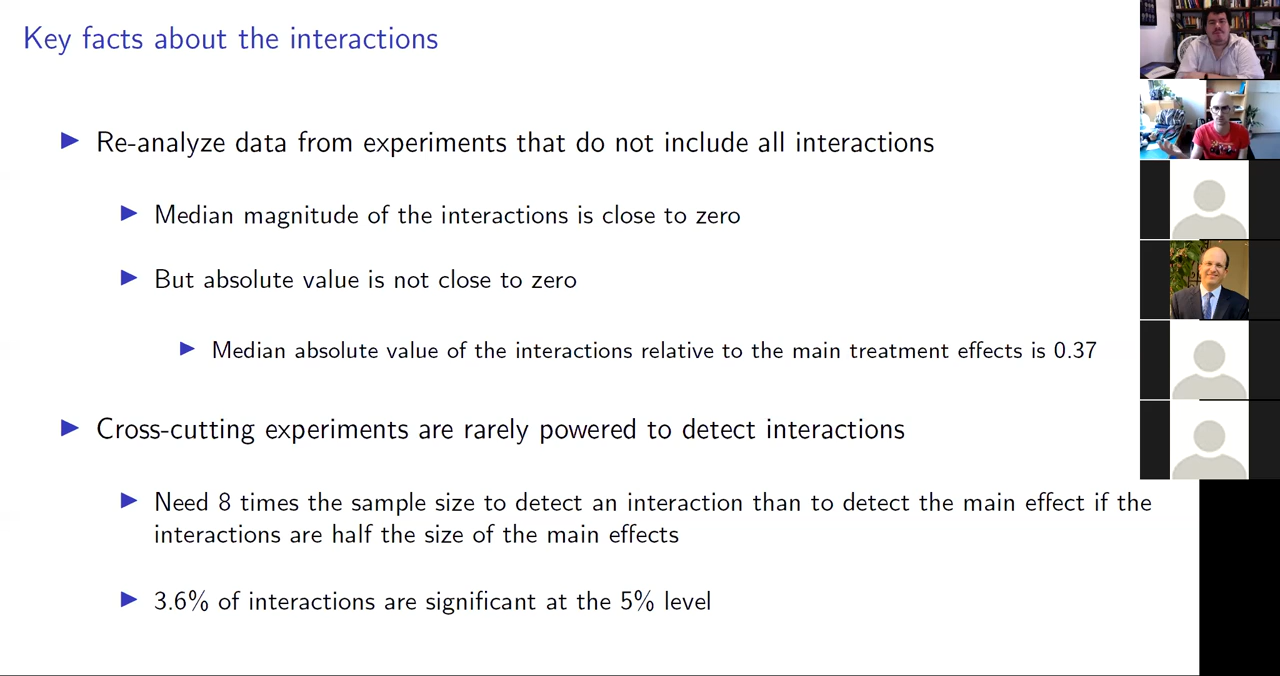 Key facts about the interactions
Re-analyze data from experiments that do not include all interactions
Median magnitude of the interactions is close to zero
But absolute value is not close to zero
Median absolute value of the interactions relative to the main treatment effects is 0.37
Cross-cutting experiments are rarely powered to detect interactions
Need 8 times the sample size to detect an interaction than to detect the main effect if the
interactions are half the size of the main effects
3.6% of interactions are significant at the 5% level